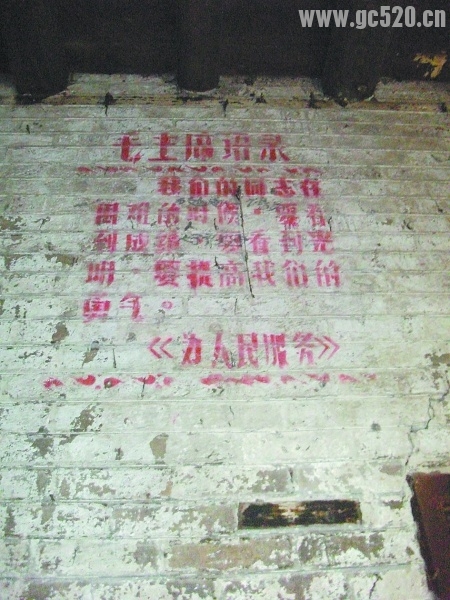 www.gc520.cn
毛主席语录
我们的同志在
困难的时候，要看
到成绩，要看到光
明，要提高我们的
勇气。
《为人民服务》